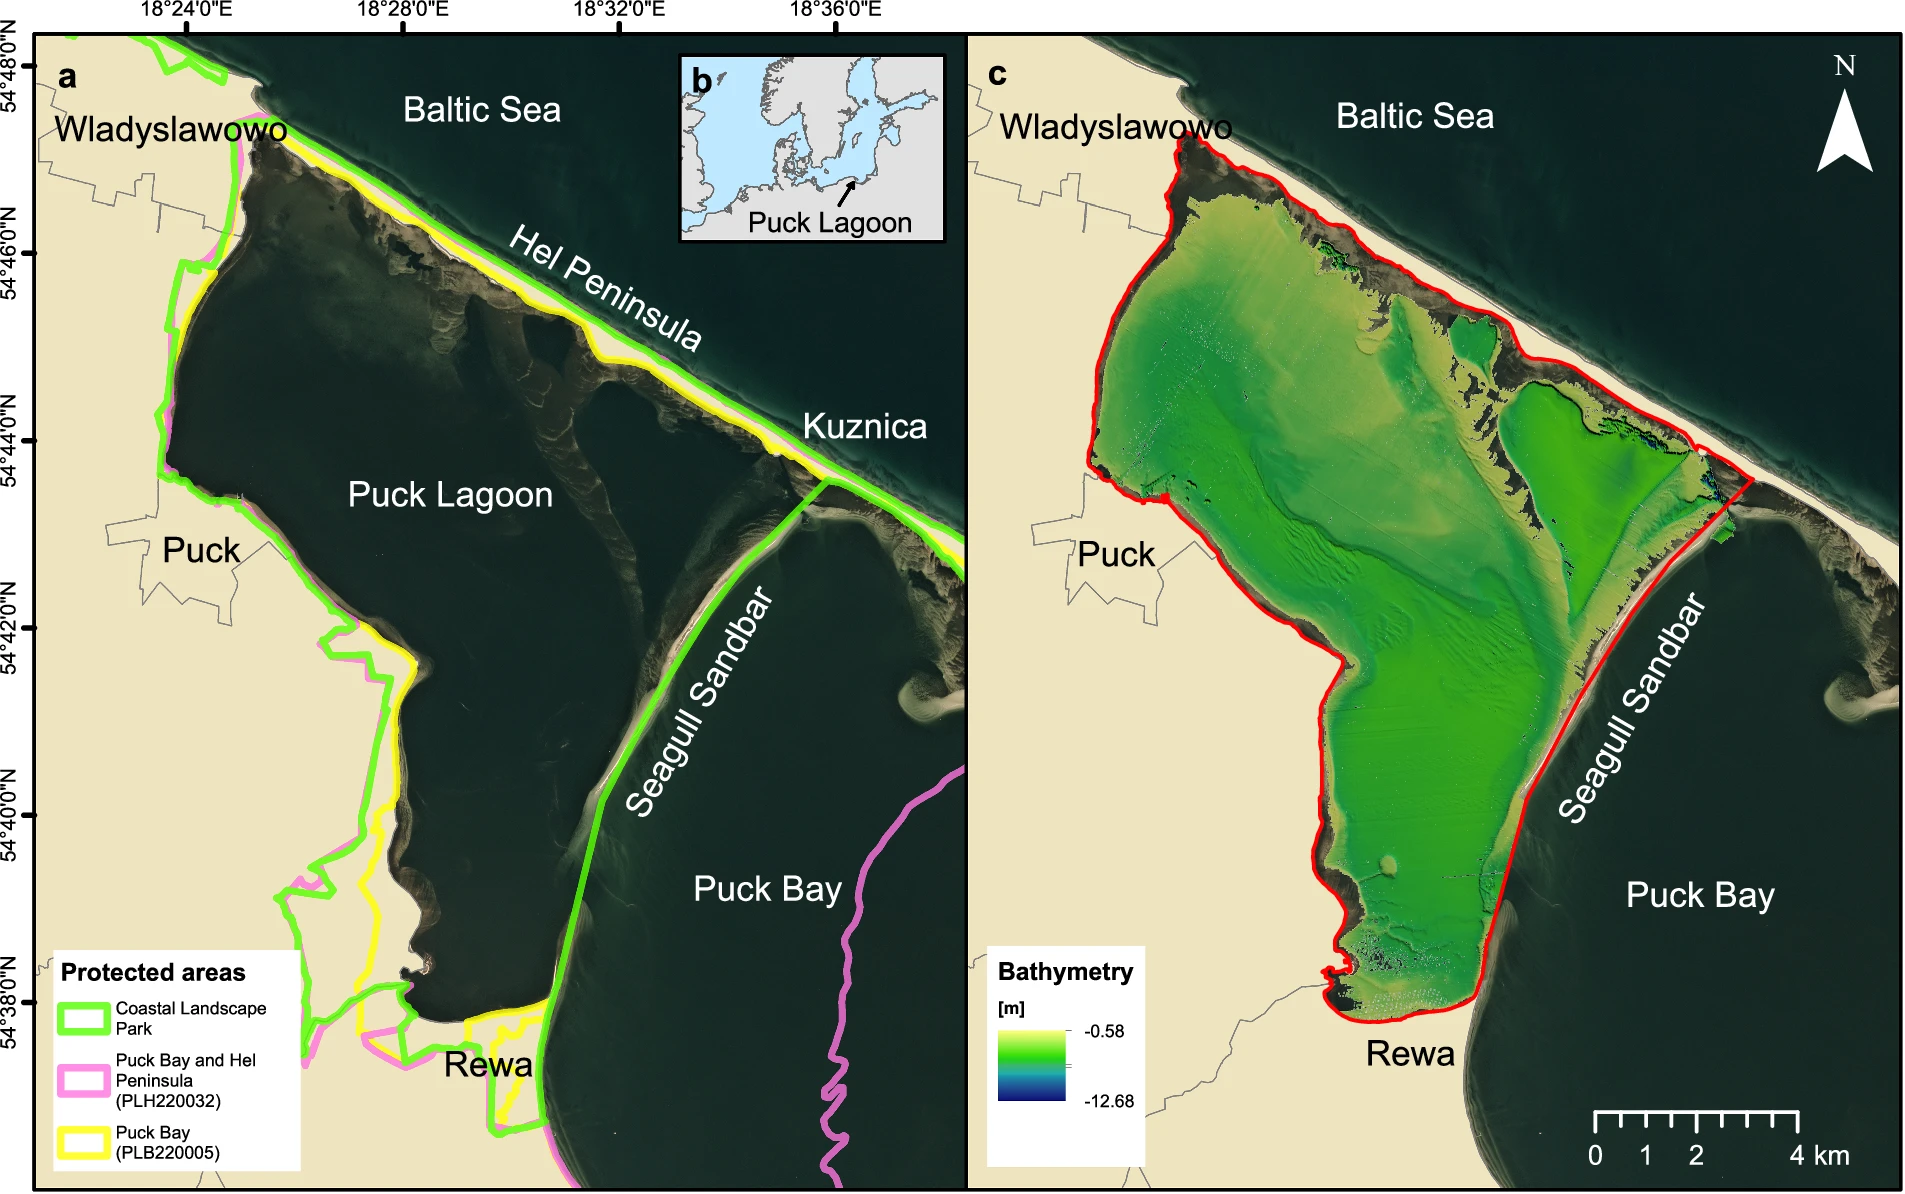 18°24'0"E 18°28'0"E 18°32'0"E 18°36'0"E
54°48'0"N
54°46'0"N
54°44'0"N
54°42'0"N
54°40'0"N
54°38'0"N
a
Wladyslawowo
Baltic Sea
Hel Peninsula
Kuznica
Puck Lagoon
Puck
Seagull Sandbar
Puck Bay
Rewa
Protected areas
Coastal Landscape
Park
Puck Bay and Hel
Peninsula
(PLH220032)
Puck Bay
(PLB220005)
b
Puck Lagoon
c
Wladyslawowo
Baltic Sea
N
Puck
Seagull Sandbar
Puck Bay
Rewa
Bathymetry
[m]
-0.58
-12.68
0 1 2 4 km